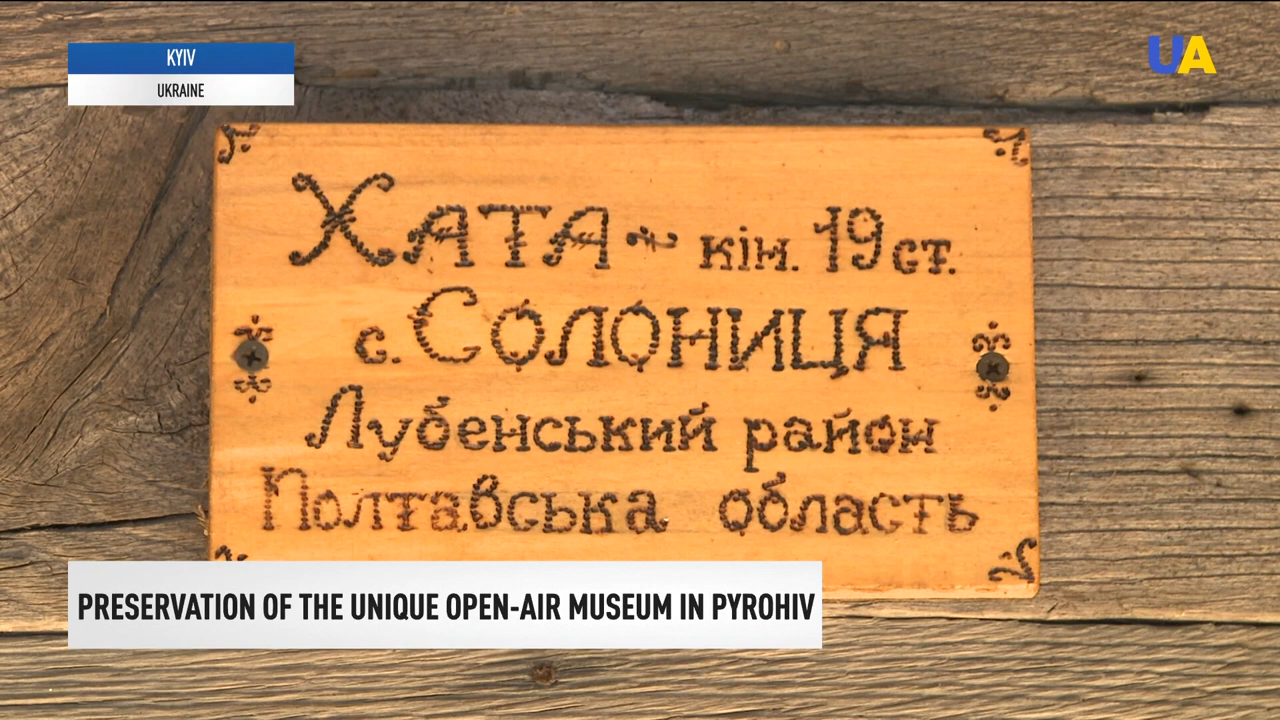 KYIV
UKRAINE
UA
ХАТА ~ кін. 19 ст.
с. СОЛОНИЦЯ
Лубенський район
Полтавська область
PRESERVATION OF THE UNIQUE OPEN-AIR MUSEUM IN PYROHIV